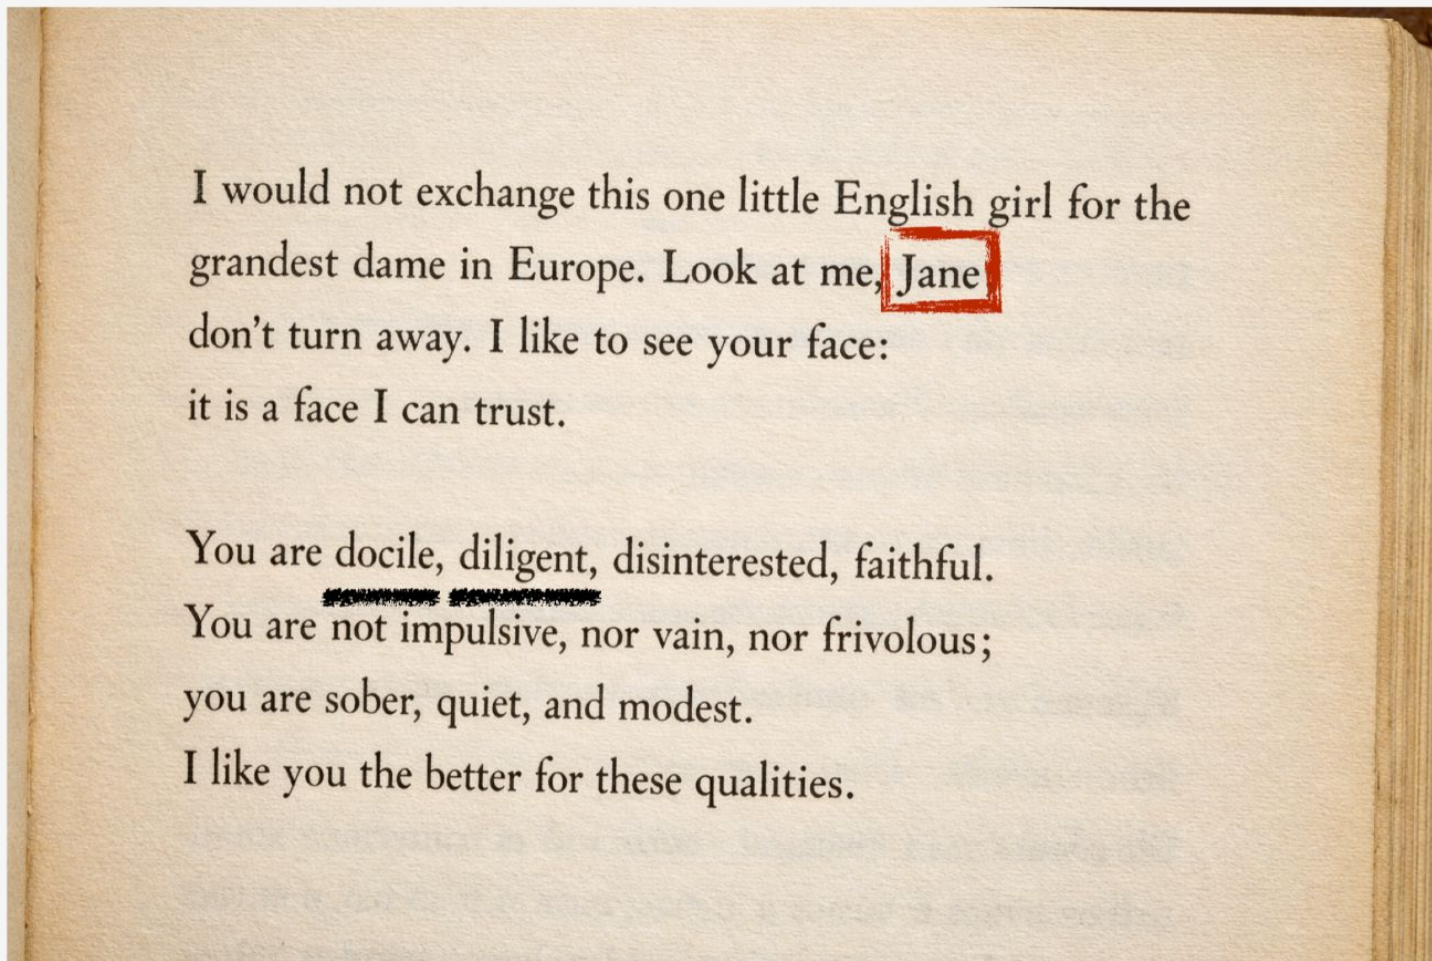 I would not exchange this one little English girl for the
grandest dame in Europe. Look at me, Jane
don't turn away. I like to see your face:
it is a face I can trust.
You are docile, diligent, disinterested, faithful.
You are not impulsive, nor vain, nor frivolous;
you are sober, quiet, and modest.
I like you the better for these qualities.